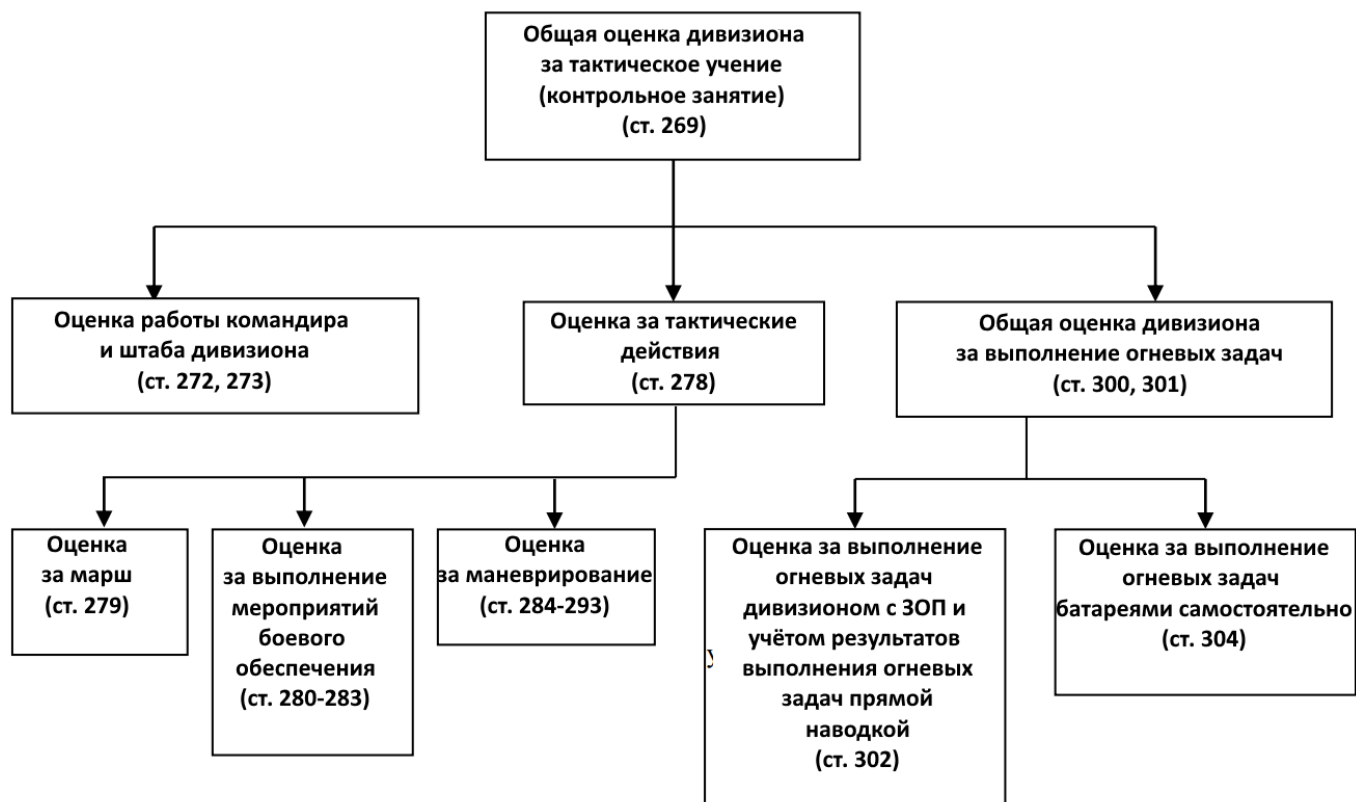 Общая оценка дивизиона
за тактическое учение
(контрольное занятие)
(ст. 269)
Оценка работы командира
и штаба дивизиона
(ст. 272, 273)
Оценка за тактические
действия
(ст. 278)
Общая оценка дивизиона
за выполнение огневых задач
(ст. 300, 301)
Оценка
за марш
(ст. 279)
Оценка
за выполнение
мероприятий
боевого
обеспечения
(ст. 280-283)
Оценка
за маневрирование
(ст. 284-293)
Оценка за выполнение
огневых задач
дивизионом с ЗОП и
учётом результатов
выполнения огневых
задач прямой
наводкой
(ст. 302)
Оценка за выполнение
огневых задач
батареями самостоятельно
(ст. 304)